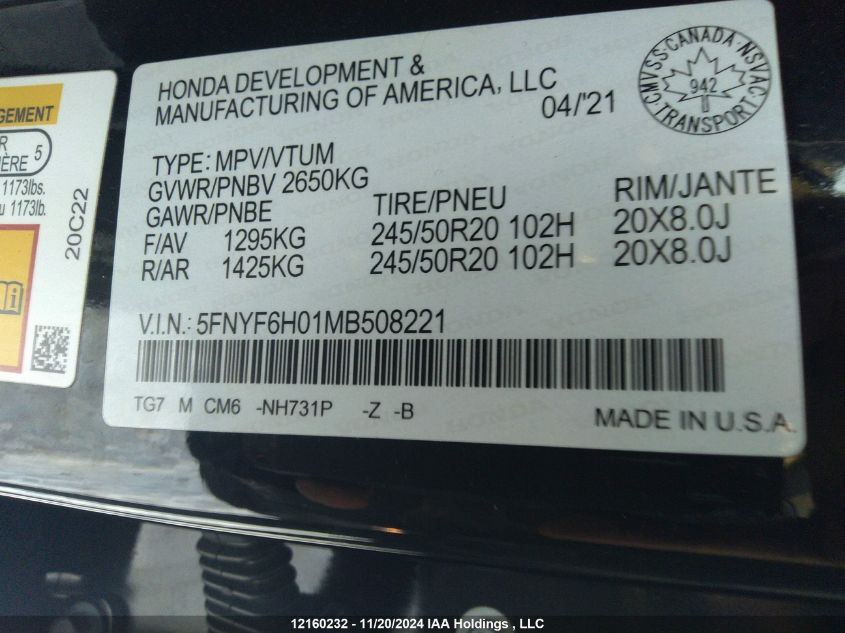 HONDA DEVELOPMENT &
MANUFACTURING OF AMERICA, LLC
04/'21
CMVSS·CANADA·NSVAC
942
TRANSPORT
TYPE: MPV/VTUM
GVWR/PNBV 2650KG
GAWR/PNBE TIRE/PNEU RIM/JANTE
F/AV 1295KG 245/50R20 102H 20X8.0J
R/AR 1425KG 245/50R20 102H 20X8.0J
V.I.N.: 5FNYF6H01MB508221
TG7 M CM6 -NH731P -Z -B
MADE IN U.S.A.
GEMENT
5
1173lbs.
1173lb.
20C22
12160232 - 11/20/2024 IAA Holdings , LLC